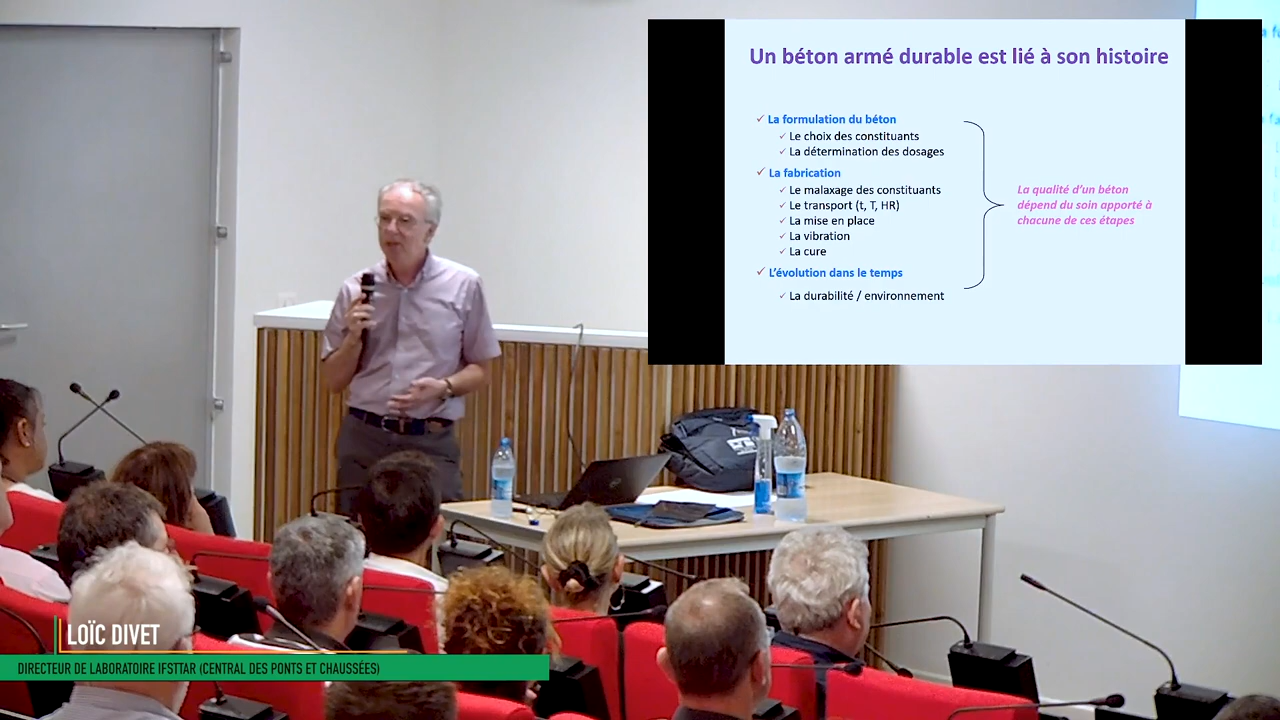 Un béton armé durable est lié à son histoire
✓ La formulation du béton
✓ Le choix des constituants
✓ La détermination des dosages
✓ La fabrication
✓ Le malaxage des constituants
✓ Le transport (t, T, HR)
✓ La mise en place
✓ La vibration
✓ La cure
✓ L'évolution dans le temps
✓ La durabilité / environnement
La qualité d'un béton
dépend du soin apporté à
chacune de ces étapes
LOÏC DIVET
DIRECTEUR DE LABORATOIRE IFSTTAR (CENTRAL DES PONTS ET CHAUSSÉES)